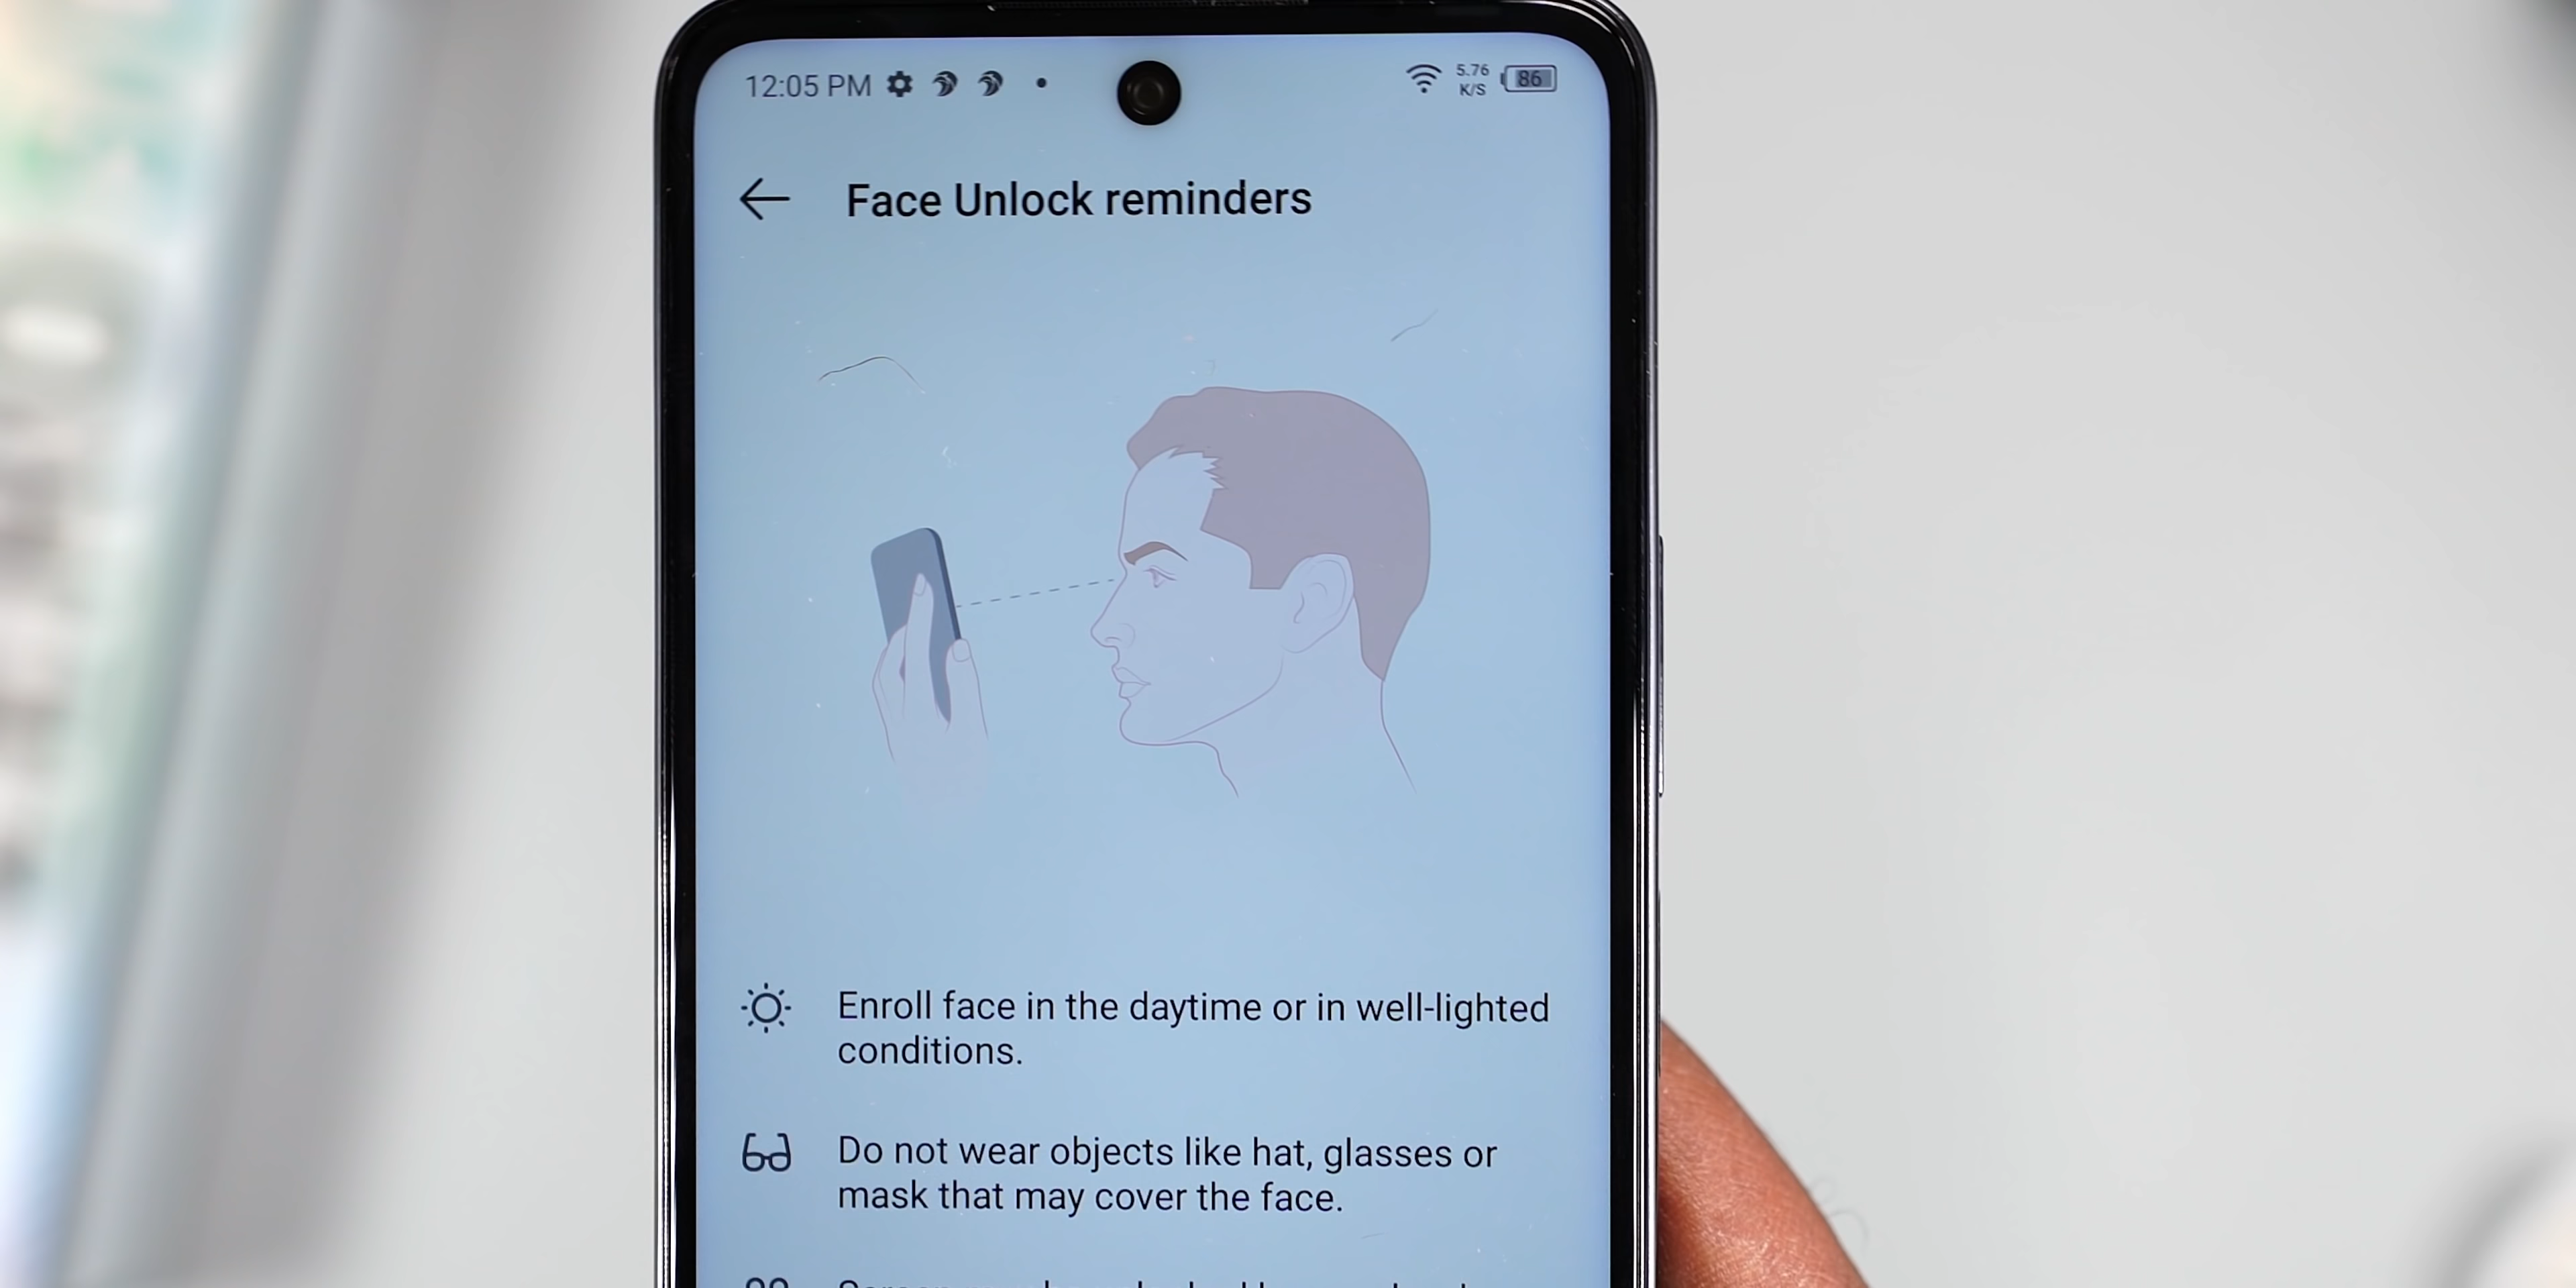 12:05 PM
5.76
K/S
86
Face Unlock reminders
Enroll face in the daytime or in well-lighted
conditions.
Do not wear objects like hat, glasses or
mask that may cover the face.